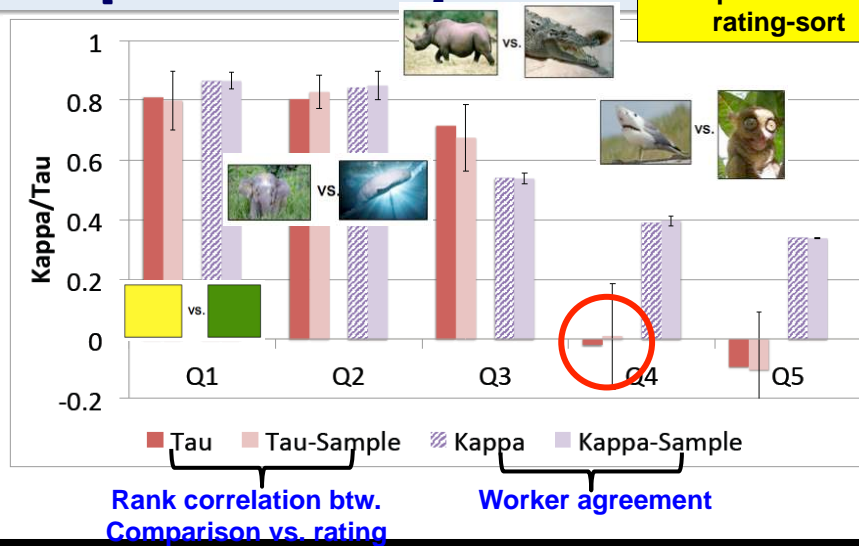 rating-sort
1
0.8
0.6
0.4
0.2
0
-0.2
Kappa/Tau
vs.
vs.
vs.
vs.
Q1 Q2 Q3 Q4 Q5
Tau Tau-Sample Kappa Kappa-Sample
Rank correlation btw. Worker agreement
Comparison vs. rating